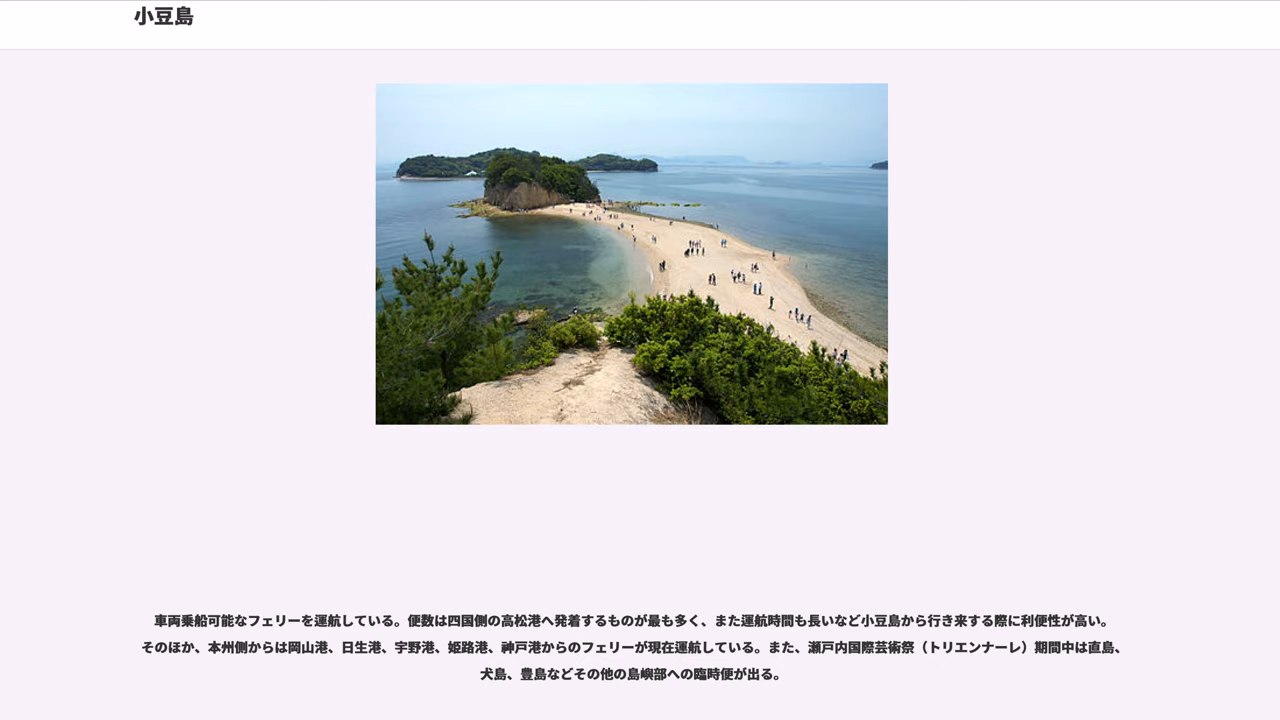 小豆島
車両乗船可能なフェリーを運航している。便数は四国側の高松港へ発着するものが最も多く、また運航時間も長いなど小豆島から行き来する際に利便性が高い。
そのほか、本州側からは岡山港、日生港、宇野港、姫路港、神戸港からのフェリーが現在運航している。また、瀬戸内国際芸術祭（トリエンナーレ）期間中は直島、
犬島、豊島などその他の島嶼部への臨時便が出る。